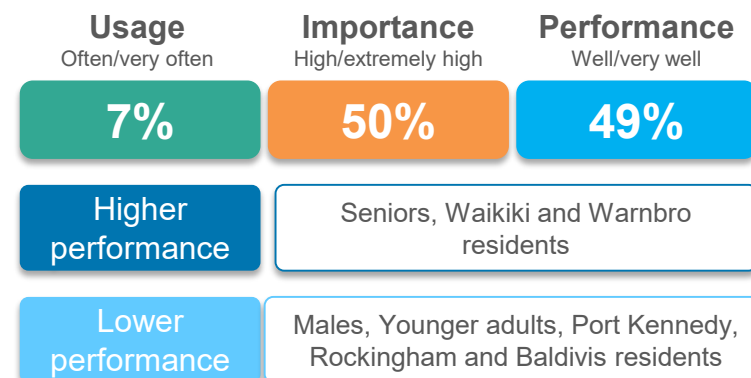 Usage Importance Performance
Often/very often High/extremely high Well/very well
7% 50% 49%
Higher
performance
Seniors, Waikiki and Warnbro
residents
Lower
performance
Males, Younger adults, Port Kennedy,
Rockingham and Baldivis residents